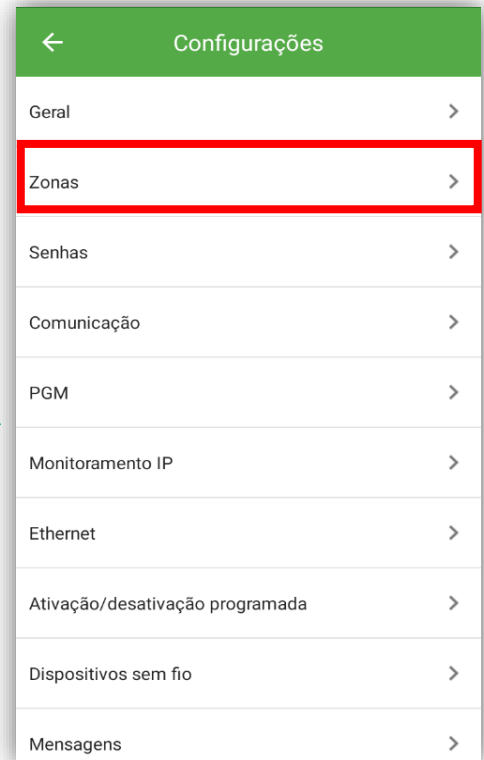 Configurações
Geral
Zonas
Senhas
Comunicação
PGM
Monitoramento IP
Ethernet
Ativação/desativação programada
Dispositivos sem fio
Mensagens